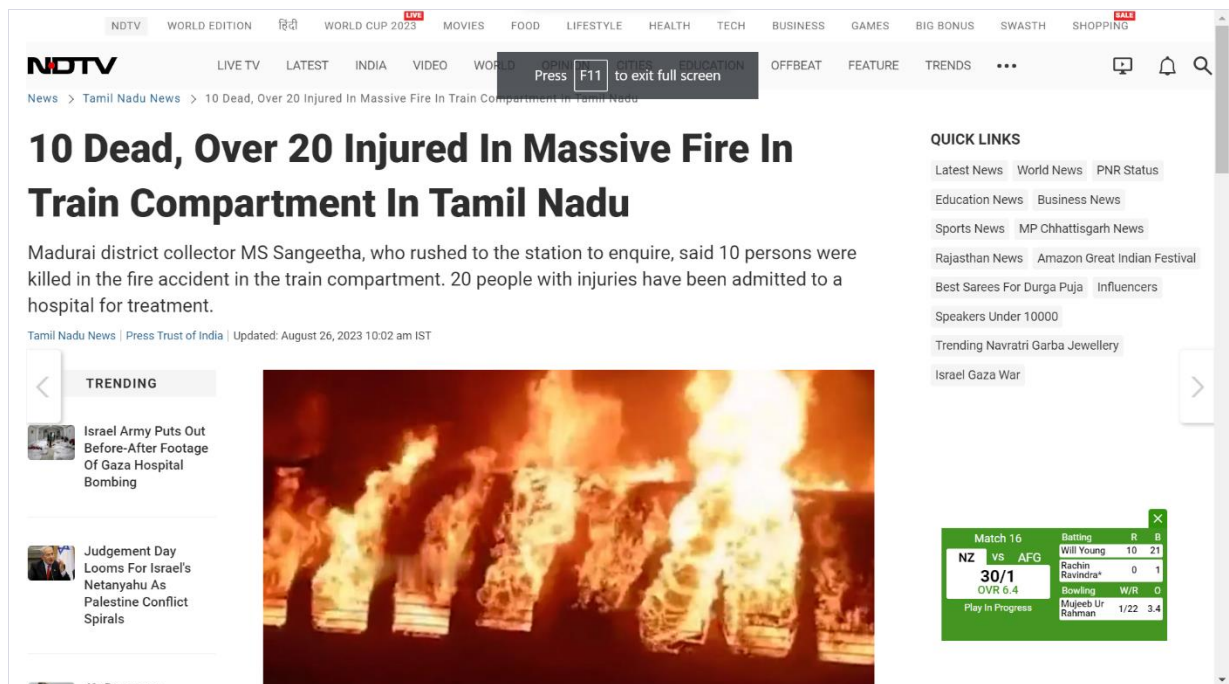 NDTV WORLD EDITION हिंदी WORLD CUP 2023 LIVE MOVIES FOOD LIFESTYLE HEALTH TECH BUSINESS GAMES BIG BONUS SWASTH SHOPPING SALE
NDTV LIVE TV LATEST INDIA VIDEO WORLD OPINION CITIES EDUCATION OFFBEAT FEATURE TRENDS
Press F11 to exit full screen
News > Tamil Nadu News > 10 Dead, Over 20 Injured In Massive Fire In Train Compartment In Tamil Nadu
10 Dead, Over 20 Injured In Massive Fire In
Train Compartment In Tamil Nadu
Madurai district collector MS Sangeetha, who rushed to the station to enquire, said 10 persons were
killed in the fire accident in the train compartment. 20 people with injuries have been admitted to a
hospital for treatment.
Tamil Nadu News | Press Trust of India | Updated: August 26, 2023 10:02 am IST
TRENDING
Israel Army Puts Out
Before-After Footage
Of Gaza Hospital
Bombing
Judgement Day
Looms For Israel's
Netanyahu As
Palestine Conflict
Spirals
QUICK LINKS
Latest News World News PNR Status
Education News Business News
Sports News MP Chhattisgarh News
Rajasthan News Amazon Great Indian Festival
Best Sarees For Durga Puja Influencers
Speakers Under 10000
Trending Navratri Garba Jewellery
Israel Gaza War
Match 16
NZ vs AFG
30/1
OVR 6.4
Play In Progress
Batting R B
Will Young 10 21
Rachin
Ravindra* 0 1
Bowling W/R O
Mujeeb Ur
Rahman 1/22 3.4